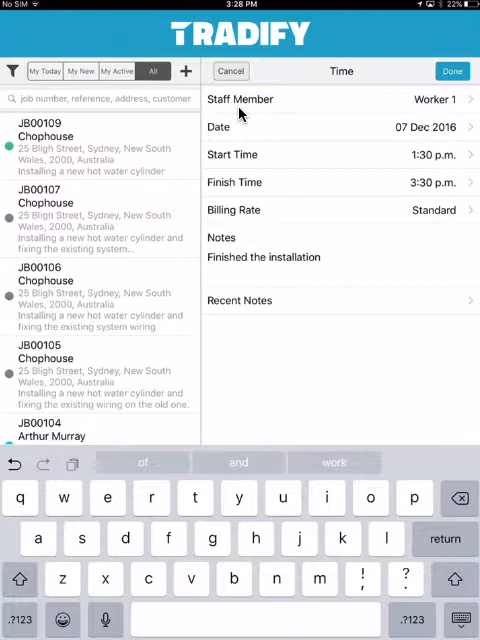 No SIM
3:28 PM
22%
TRADIFY
My Today
My New
My Active
All
+
Cancel
Time
Done
job number, reference, address, customer
JB00109
Chophouse
25 Bligh Street, Sydney, New South
Wales, 2000, Australia
Installing a new hot water cylinder
JB00107
Chophouse
25 Bligh Street, Sydney, New South
Wales, 2000, Australia
Installing a new hot water cylinder and
fixing the existing system...
JB00106
Chophouse
25 Bligh Street, Sydney, New South
Wales, 2000, Australia
Installing a new hot water cylinder and
fixing the existing system wiring
JB00105
Chophouse
25 Bligh Street, Sydney, New South
Wales, 2000, Australia
Installing a new hot water cylinder and
fixing the existing wiring on the old one.
JB00104
Arthur Murray
Staff Member Worker 1
Date 07 Dec 2016
Start Time 1:30 p.m.
Finish Time 3:30 p.m.
Billing Rate Standard
Notes
Finished the installation
Recent Notes
of and work
q w e r t y u i o p
a s d f g h j k l return
z x c v b n m ! , ? .
.?123 .?123